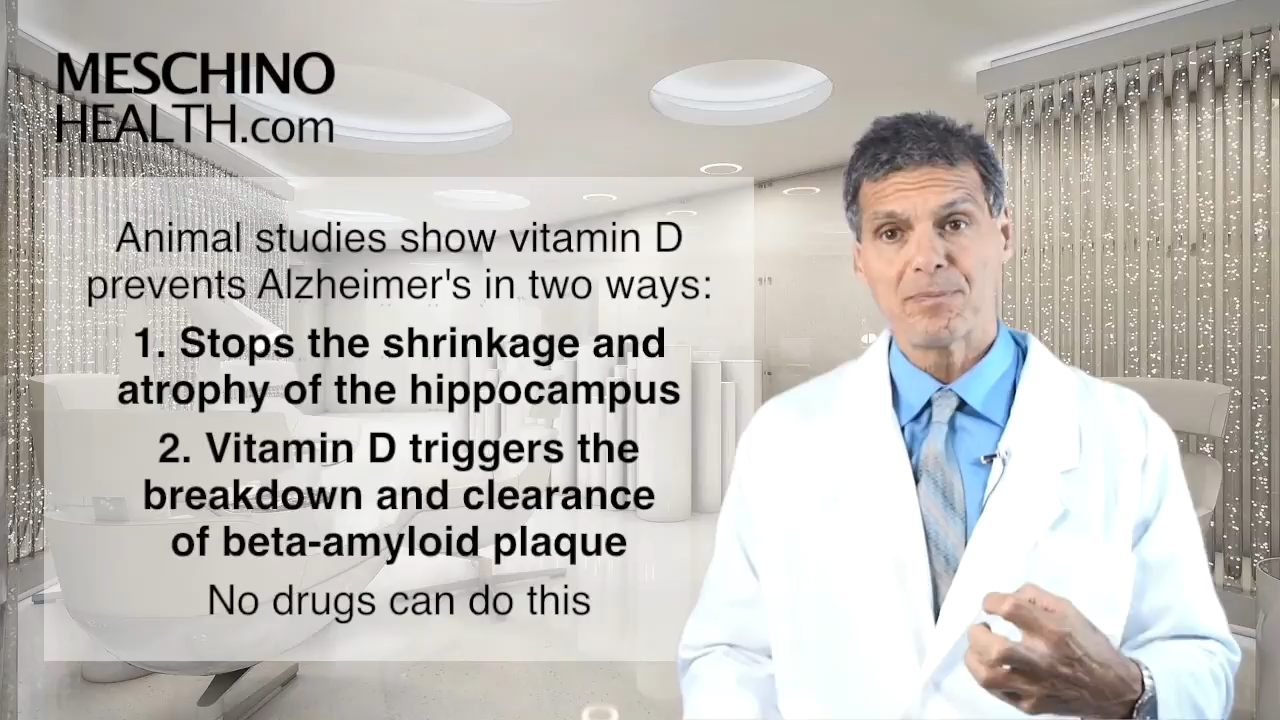 MESCHINO
HEALTH.com
Animal studies show vitamin D
prevents Alzheimer's in two ways:
1. Stops the shrinkage and
atrophy of the hippocampus
2. Vitamin D triggers the
breakdown and clearance
of beta-amyloid plaque
No drugs can do this